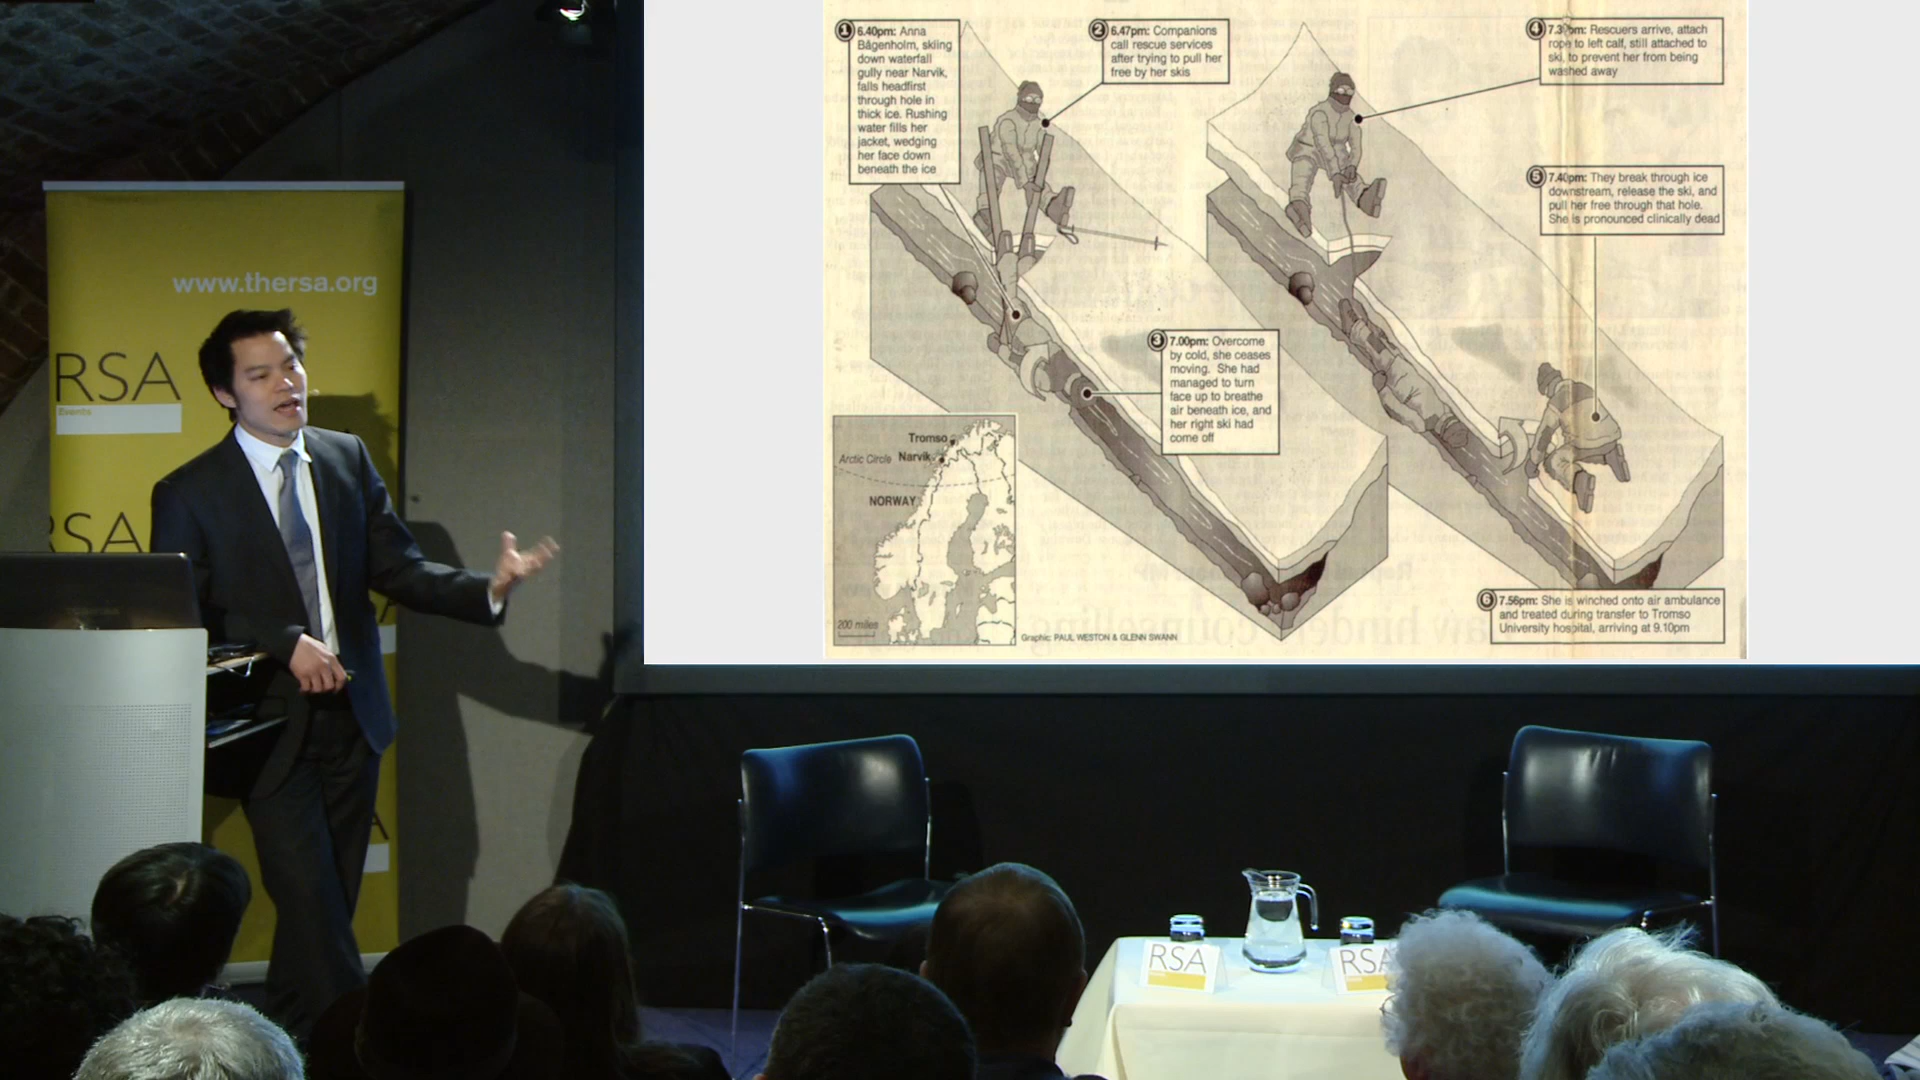 www.thersa.org
RSA
Events
RSA
1 6.40pm: Anna
Bågenholm, skiing
down waterfall
gully near Narvik,
falls headfirst
through hole in
thick ice. Rushing
water fills her
jacket, wedging
her face down
beneath the ice
2 6.47pm: Companions
call rescue services
after trying to pull her
free by her skis
3 7.00pm: Overcome
by cold, she ceases
moving. She had
managed to turn
face up to breathe
air beneath ice, and
her right ski had
come off
4 Rescuers arrive, attach
rope to left calf, still attached to
ski, to prevent her from being
washed away
5 7.40pm: They break through ice
downstream, release the ski, and
pull her free through that hole.
She is pronounced clinically dead
6 7.56pm: She is winched onto air ambulance
and treated during transfer to Tromso
University hospital, arriving at 9.10pm
Tromso
Arctic Circle Narvik
NORWAY
200 miles
Graphic: PAUL WESTON & GLENN SWANN
RSA
RSA